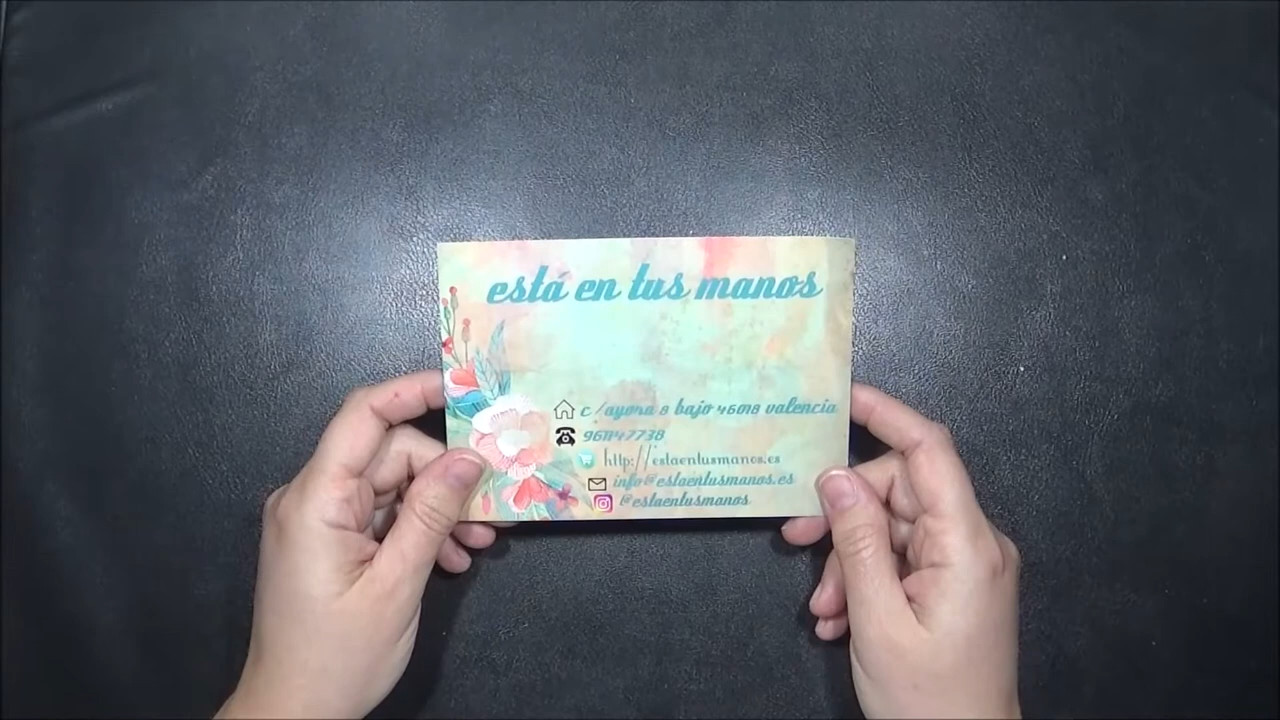 está en tus manos
c/ayora 8 bajo 46018 valencia
961147738
http://estaentusmanos.es
info@estaentusmanos.es
@estaentusmanos